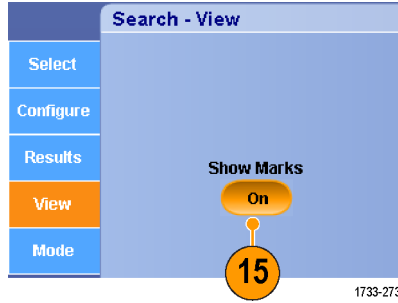 Search - View
Select
Configure
Results
View
Mode
Show Marks
On
15
1733-273